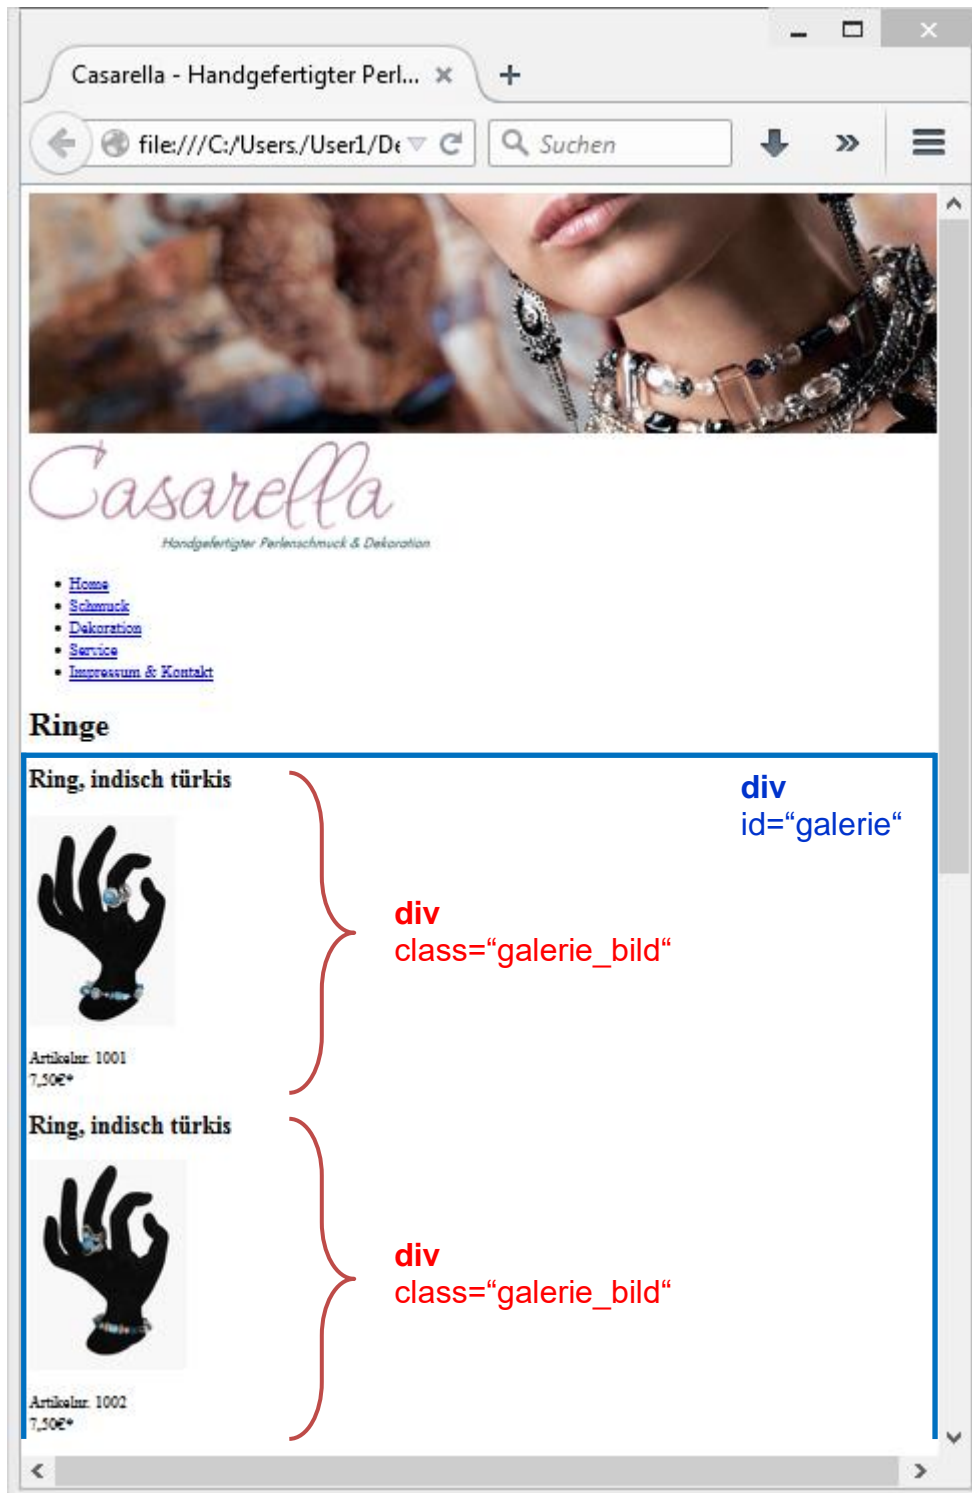 Casarella - Handgefertigter Perl...
file:///C:/Users./User1/De
Suchen
Casarella
Handgefertigter Perlenschmuck & Dekoration
Home
Schmuck
Dekoration
Service
Impressum & Kontakt
Ringe
Ring, indisch türkis
div
id=“galerie“
div
class=“galerie_bild“
Artikelnr. 1001
7,50€*
Ring, indisch türkis
div
class=“galerie_bild“
Artikelnr. 1002
7,50€*